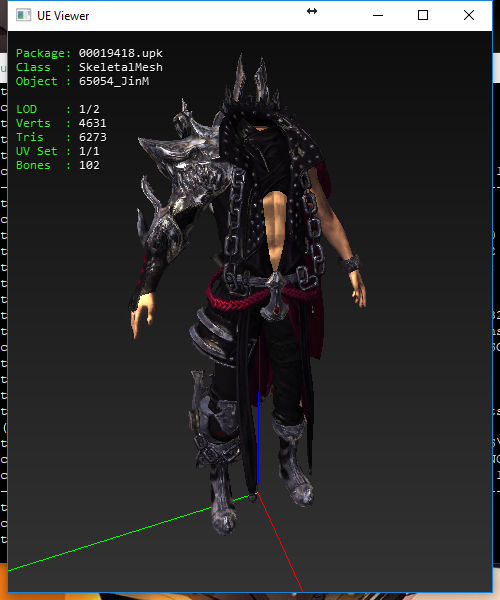 UE Viewer
Package: 00019418.upk
Class : SkeletalMesh
Object : 65054_JinM
LOD : 1/2
Verts : 4631
Tris : 6273
UV Set : 1/1
Bones : 102